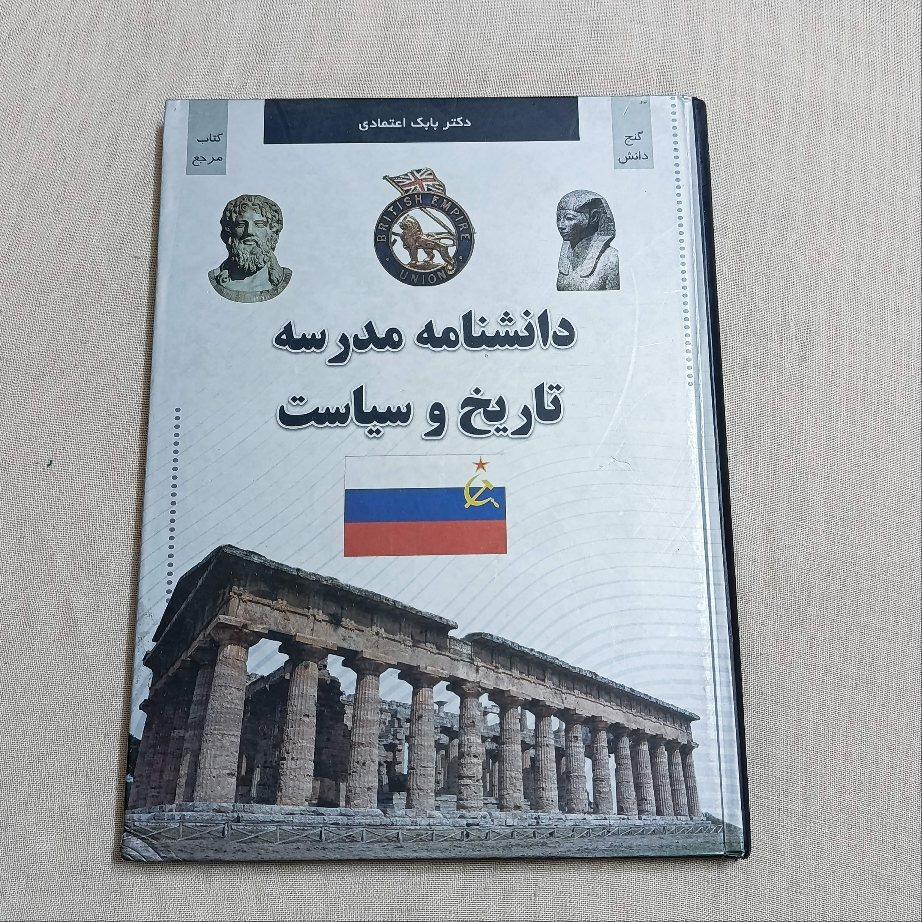 دکتر بابک اعتمادی
گنج
دانش
کتاب
مرجع
BRITISH EMPIRE
UNION
دانشنامه مدرسه
تاریخ و سیاست